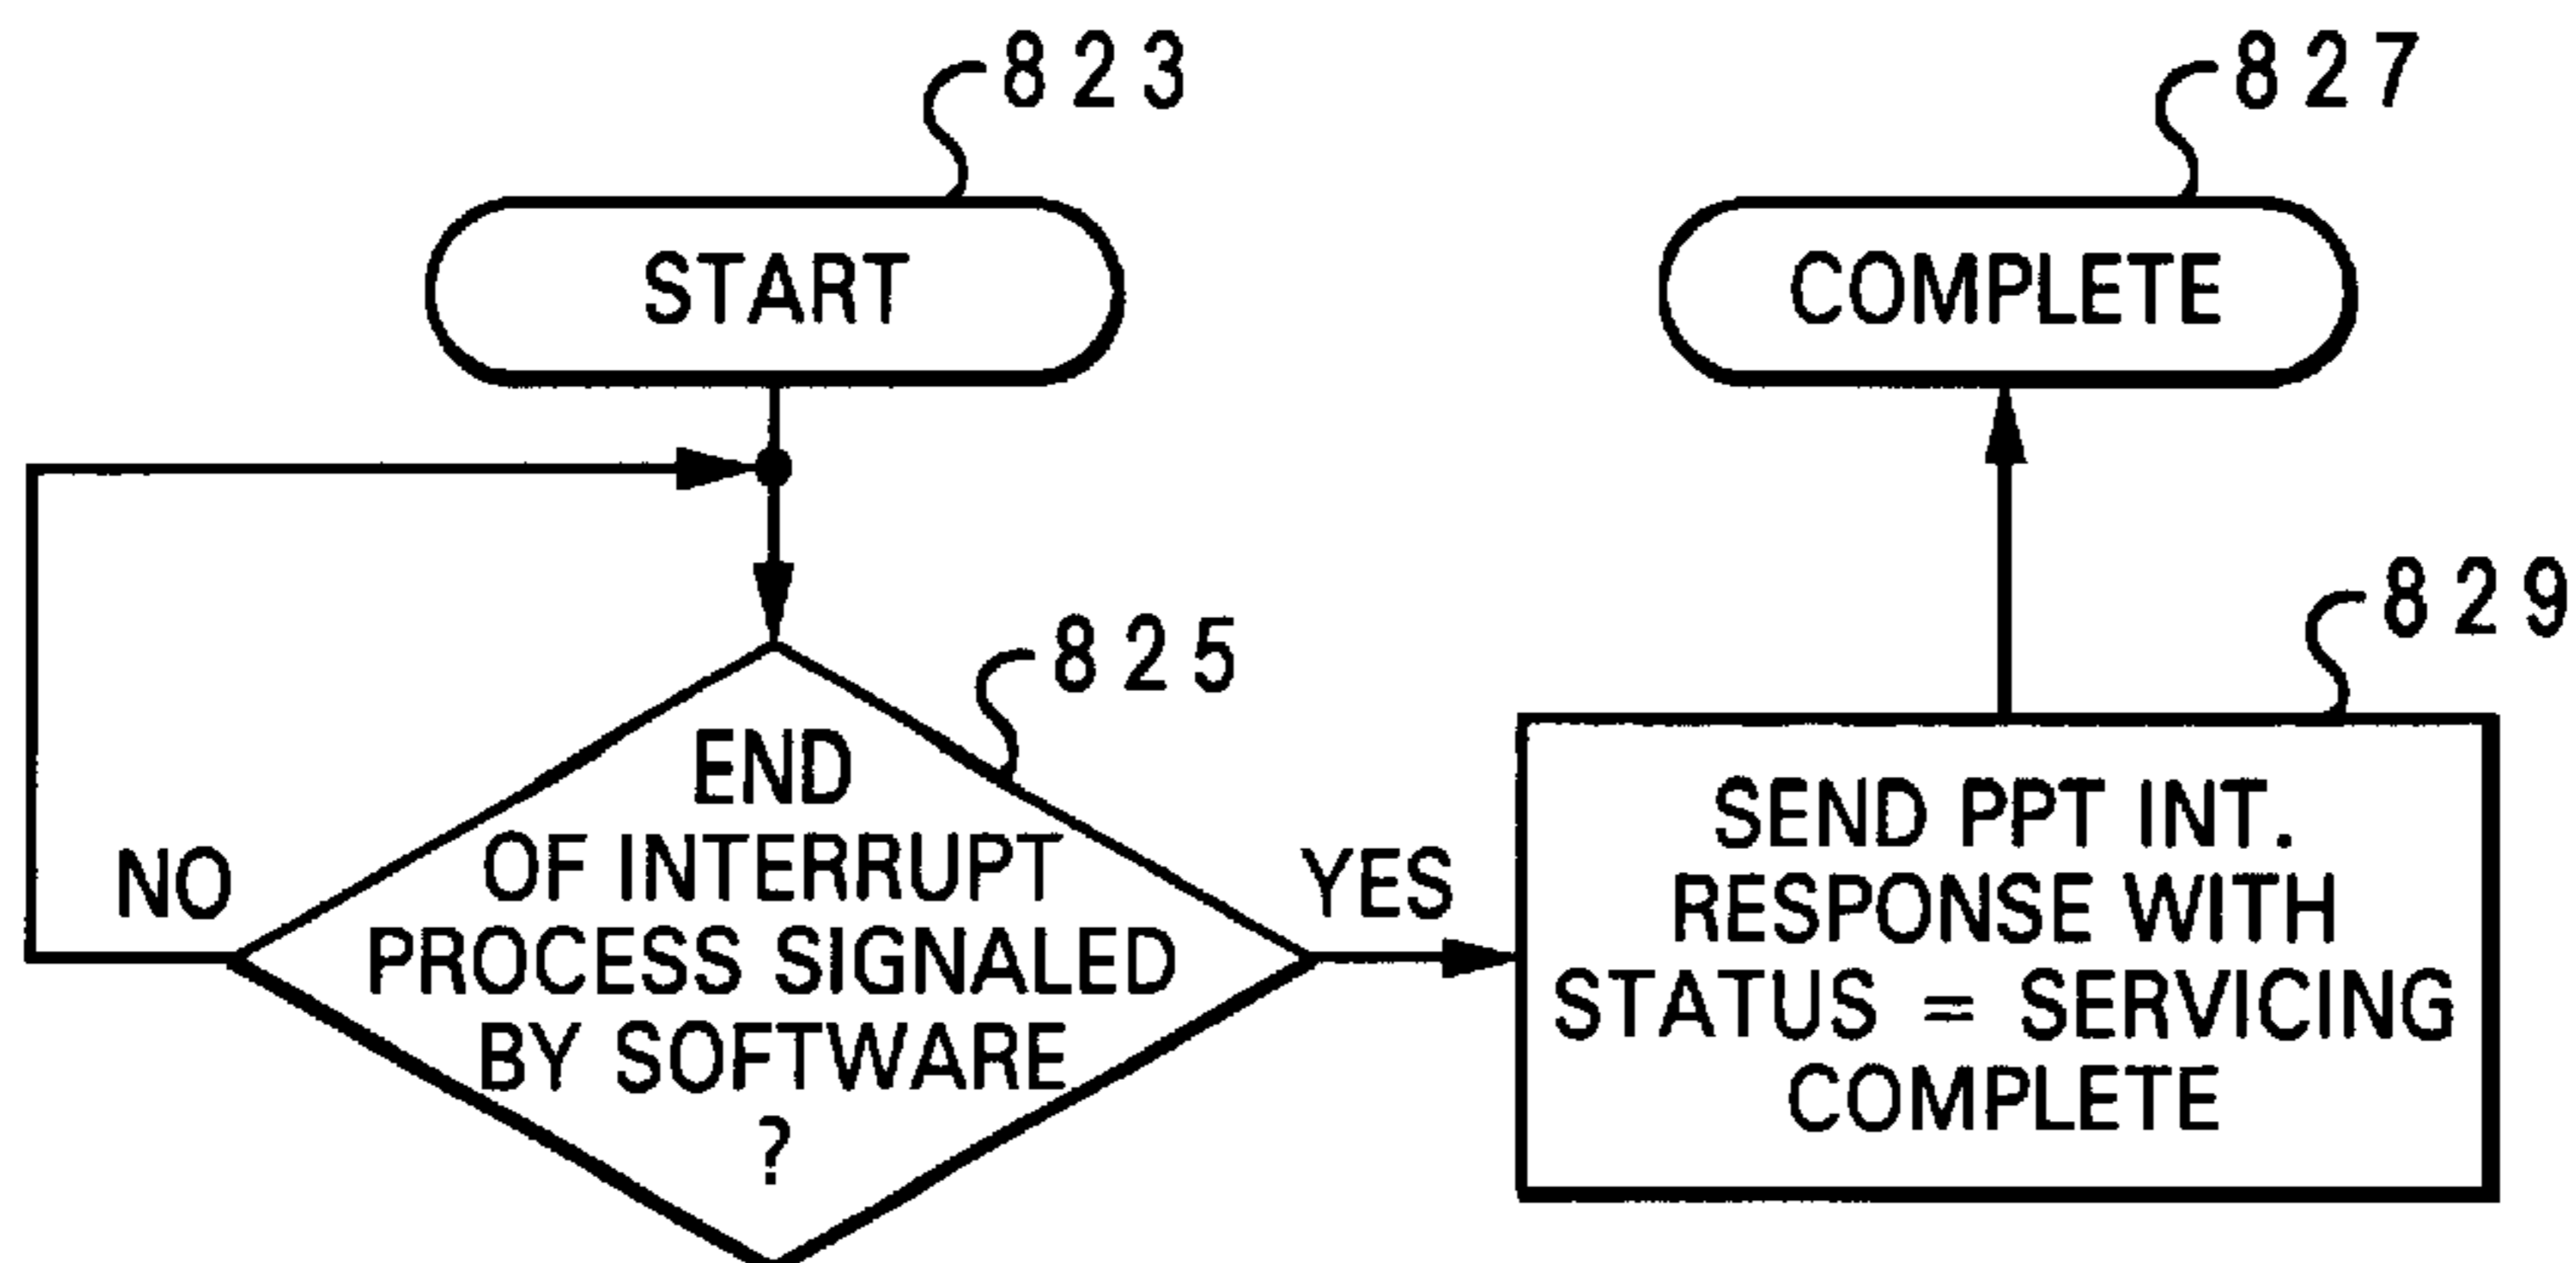 823
START
827
COMPLETE
825
END
OF INTERRUPT
PROCESS SIGNALED
BY SOFTWARE
?
NO
YES
829
SEND PPT INT.
RESPONSE WITH
STATUS = SERVICING
COMPLETE